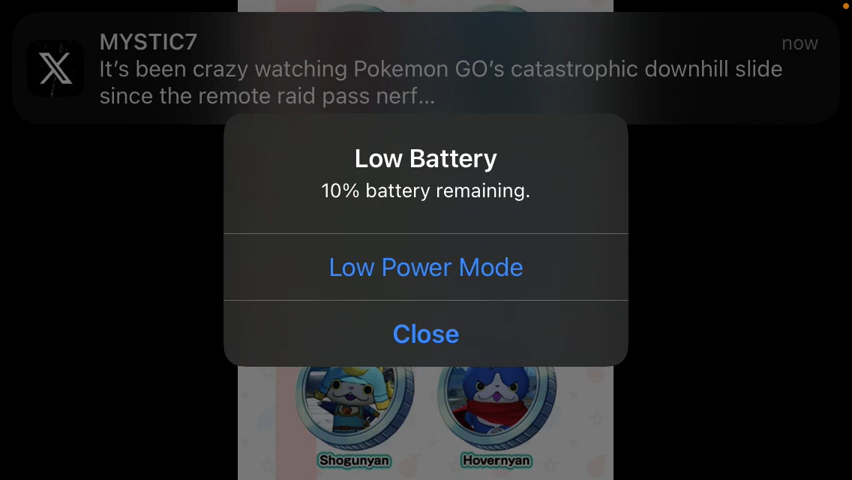 MYSTIC7
now
It’s been crazy watching Pokemon GO’s catastrophic downhill slide
since the remote raid pass nerf…
Low Battery
10% battery remaining.
Low Power Mode
Close
Shogunyan
Hovernyan